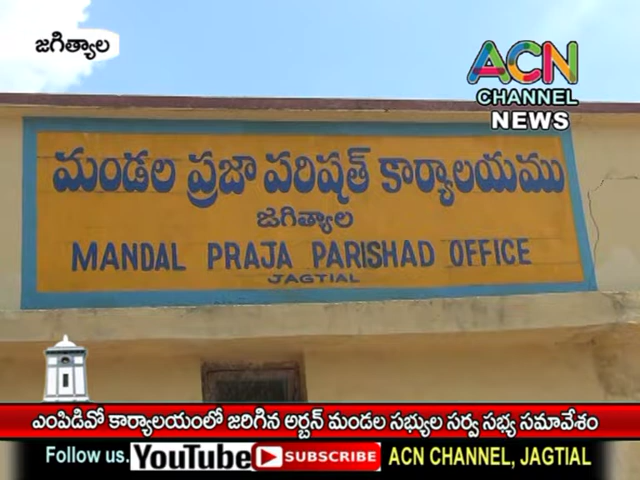 జగిత్యాల
ACN
CHANNEL
NEWS
మండల ప్రజా పరిషత్ కార్యాలయము
జగిత్యాల
MANDAL PRAJA PARISHAD OFFICE
JAGTIAL
ఎంపిడివో కార్యాలయంలో జరిగిన అర్బన్ మండల సభ్యుల సర్వ సభ్య సమావేశం
Follow us. YouTube SUBSCRIBE ACN CHANNEL, JAGTIAL